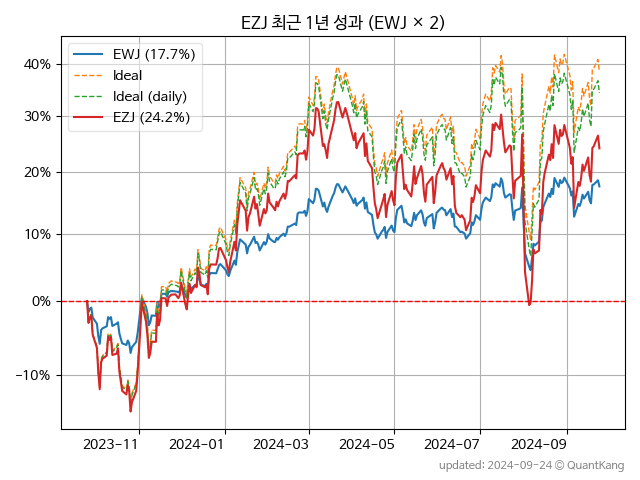 EZJ 최근 1년 성과 (EWJ × 2)
EWJ (17.7%)
Ideal
Ideal (daily)
EZJ (24.2%)
40%
30%
20%
10%
0%
−10%
2023-11
2024-01
2024-03
2024-05
2024-07
2024-09
updated: 2024-09-24 © QuantKang